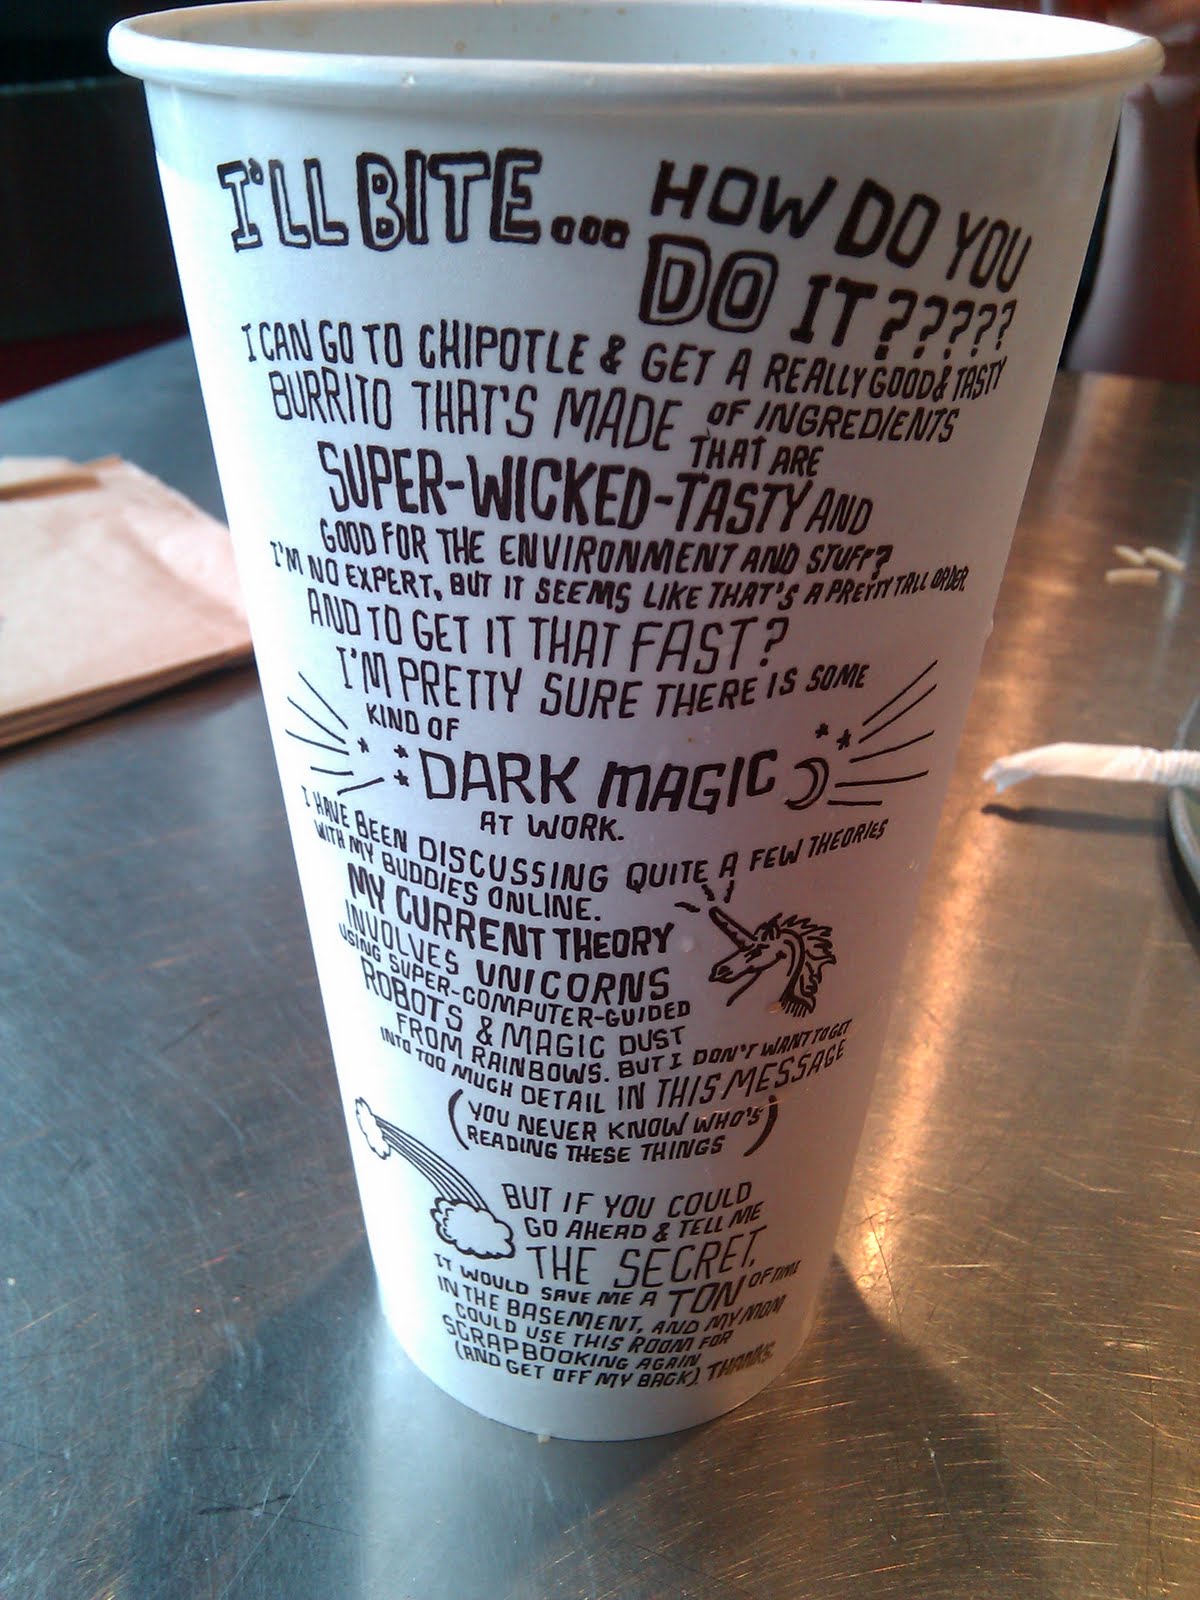 I'LL BITE... HOW DO YOU
DO IT?????
I CAN GO TO CHIPOTLE & GET A REALLY GOOD & TASTY
BURRITO THAT'S MADE OF INGREDIENTS
THAT ARE
SUPER-WICKED-TASTY AND
GOOD FOR THE ENVIRONMENT AND STUFF?
I'M NO EXPERT, BUT IT SEEMS LIKE THAT'S A PRETTY TALL ORDER.
AND TO GET IT THAT FAST?
I'M PRETTY SURE THERE IS SOME
KIND OF
DARK MAGIC
AT WORK.
I HAVE BEEN DISCUSSING QUITE A FEW THEORIES
WITH MY BUDDIES ONLINE.
MY CURRENT THEORY
INVOLVES UNICORNS
USING SUPER-COMPUTER-GUIDED
ROBOTS & MAGIC DUST
FROM RAINBOWS. BUT I DON'T WANT TO GET
INTO TOO MUCH DETAIL IN THIS MESSAGE
(YOU NEVER KNOW WHO'S
READING THESE THINGS)
BUT IF YOU COULD
GO AHEAD & TELL ME
THE SECRET,
IT WOULD SAVE ME A TON OF TIME
IN THE BASEMENT, AND MY MOM
COULD USE THIS ROOM FOR
SCRAPBOOKING AGAIN
(AND GET OFF MY BACK). THANKS.